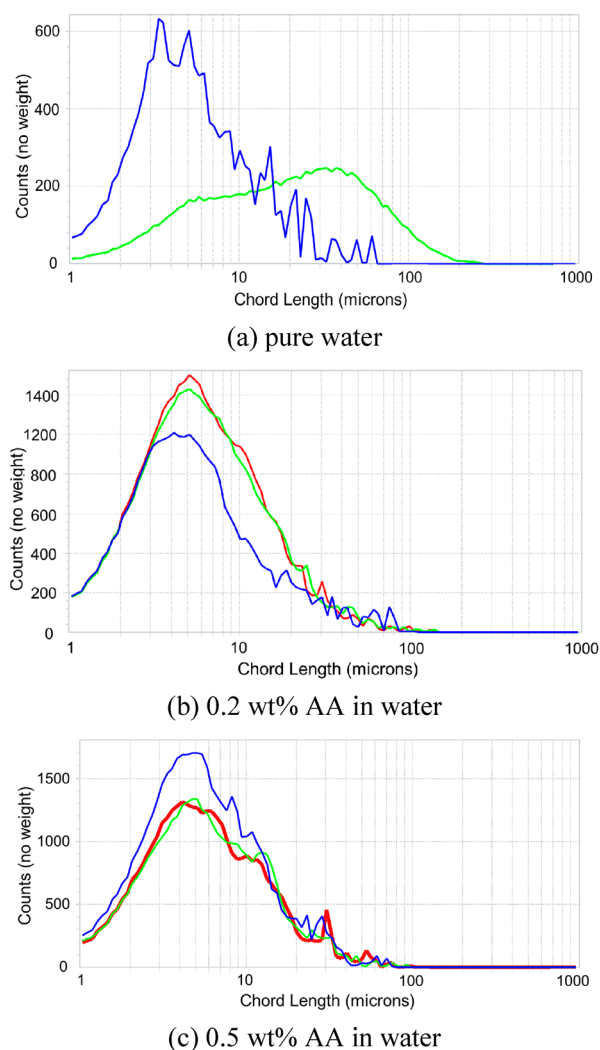 600
400
200
0
Counts (no weight)
1 10 100 1000
Chord Length (microns)
(a) pure water
1400
1200
1000
800
600
400
200
0
Counts (no weight)
1 10 100 1000
Chord Length (microns)
(b) 0.2 wt% AA in water
1500
1000
500
0
Counts (no weight)
1 10 100 1000
Chord Length (microns)
(c) 0.5 wt% AA in water